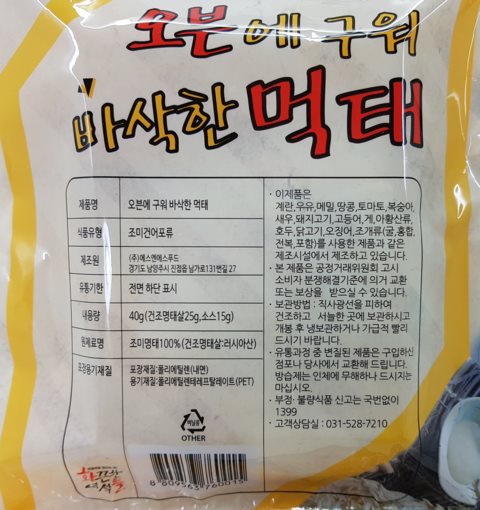 오븐에 구워
바삭한 먹태
제품명 오븐에 구워 바삭한 먹태
식품유형 조미건어포류
제조원 (주)에스엔에스푸드
경기도 남양주시 진접읍 남가로131번길 27
유통기한 전면 하단 표시
내용량 40g(건조명태살25g,소스15g)
원재료명 조미명태100%(건조명태살:러시아산)
포장용기재질 포장재질:폴리에틸렌(내면)
용기재질:폴리에틸렌테레프탈레이트(PET)
· 이제품은
계란,우유,메밀,땅콩,토마토,복숭아,
새우,돼지고기,고등어,게,아황산류,
호두,닭고기,오징어,조개류(굴,홍합,
전복,포함)를 사용한 제품과 같은
제조시설에서 제조하고 있습니다.
· 본 제품은 공정거래위원회 고시
소비자 분쟁해결기준에 의거 교환
또는 보상을 받으실 수 있습니다.
· 보관방법 : 직사광선을 피하여
건조하고 서늘한 곳에 보관하시고
개봉 후 냉보관하거나 가급적 빨리
드시기 바랍니다.
· 유통과정 중 변질된 제품은 구입하신
점포나 당사에서 교환해 드립니다.
방습제는 인체에 무해하나 드시지는
마십시오.
· 부정·불량식품 신고는 국번없이
1399
· 고객상담실 : 031-528-7210
OTHER